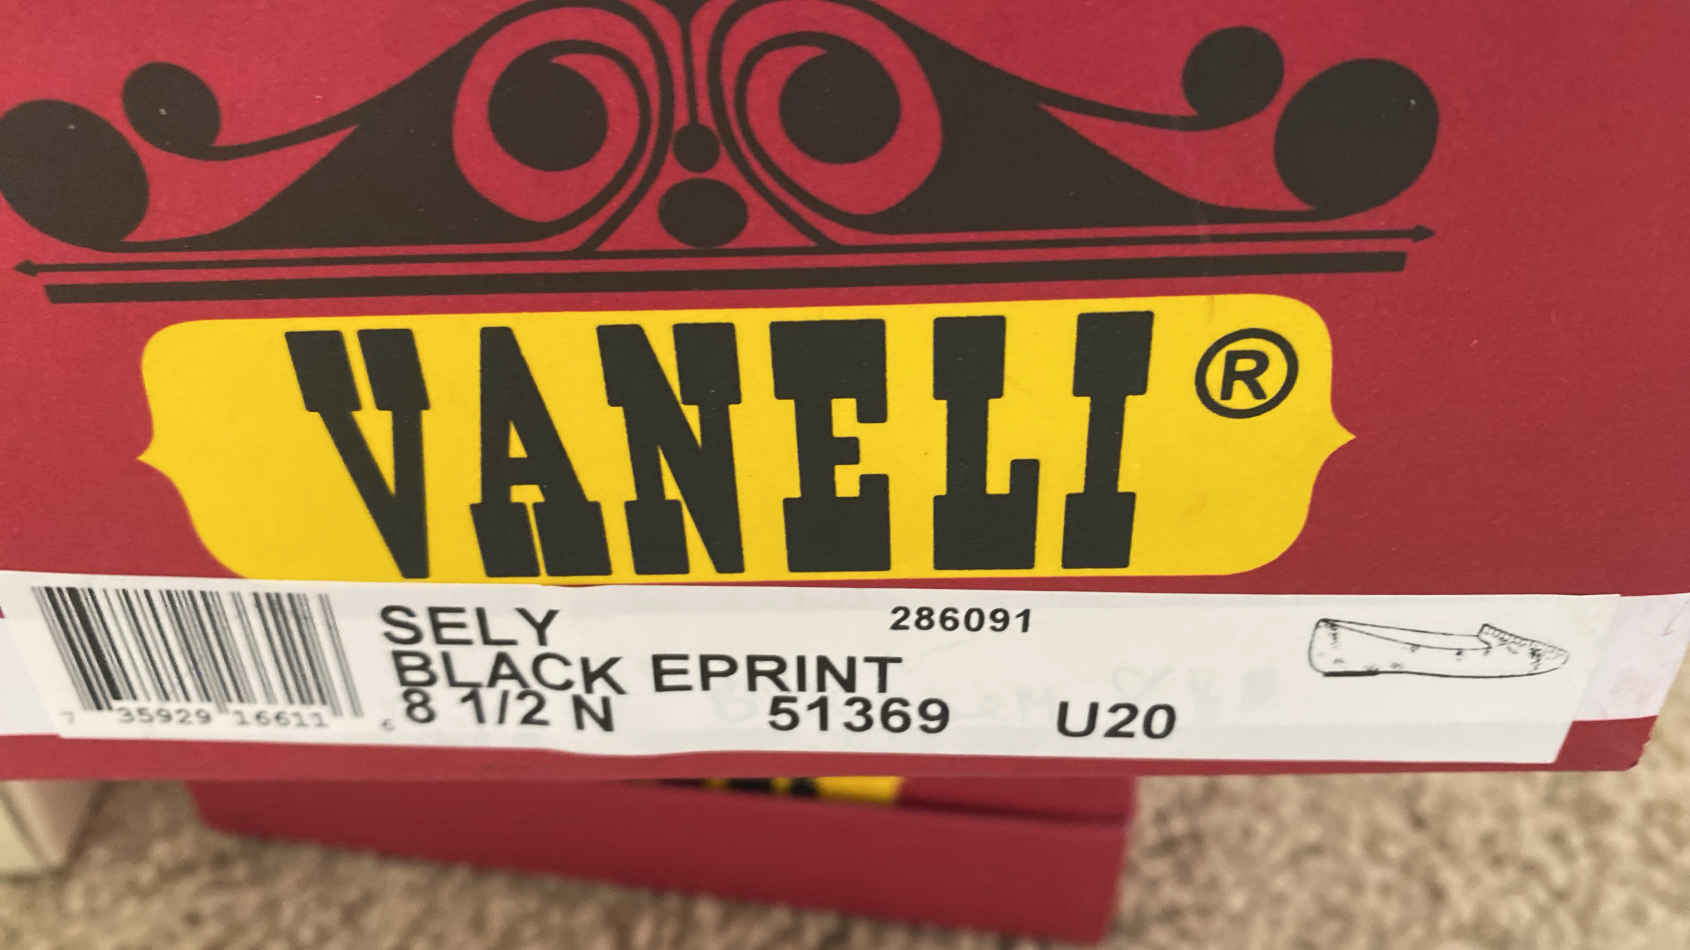 VANELI®
SELY 286091
BLACK EPRINT
8 1/2 N 51369 U20
7 35929 16611 6